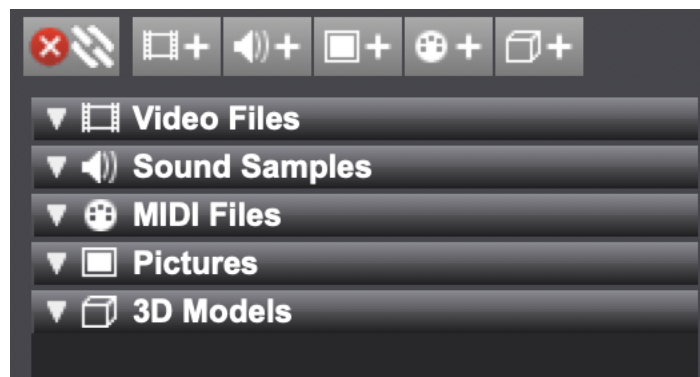 Video Files
Sound Samples
MIDI Files
Pictures
3D Models